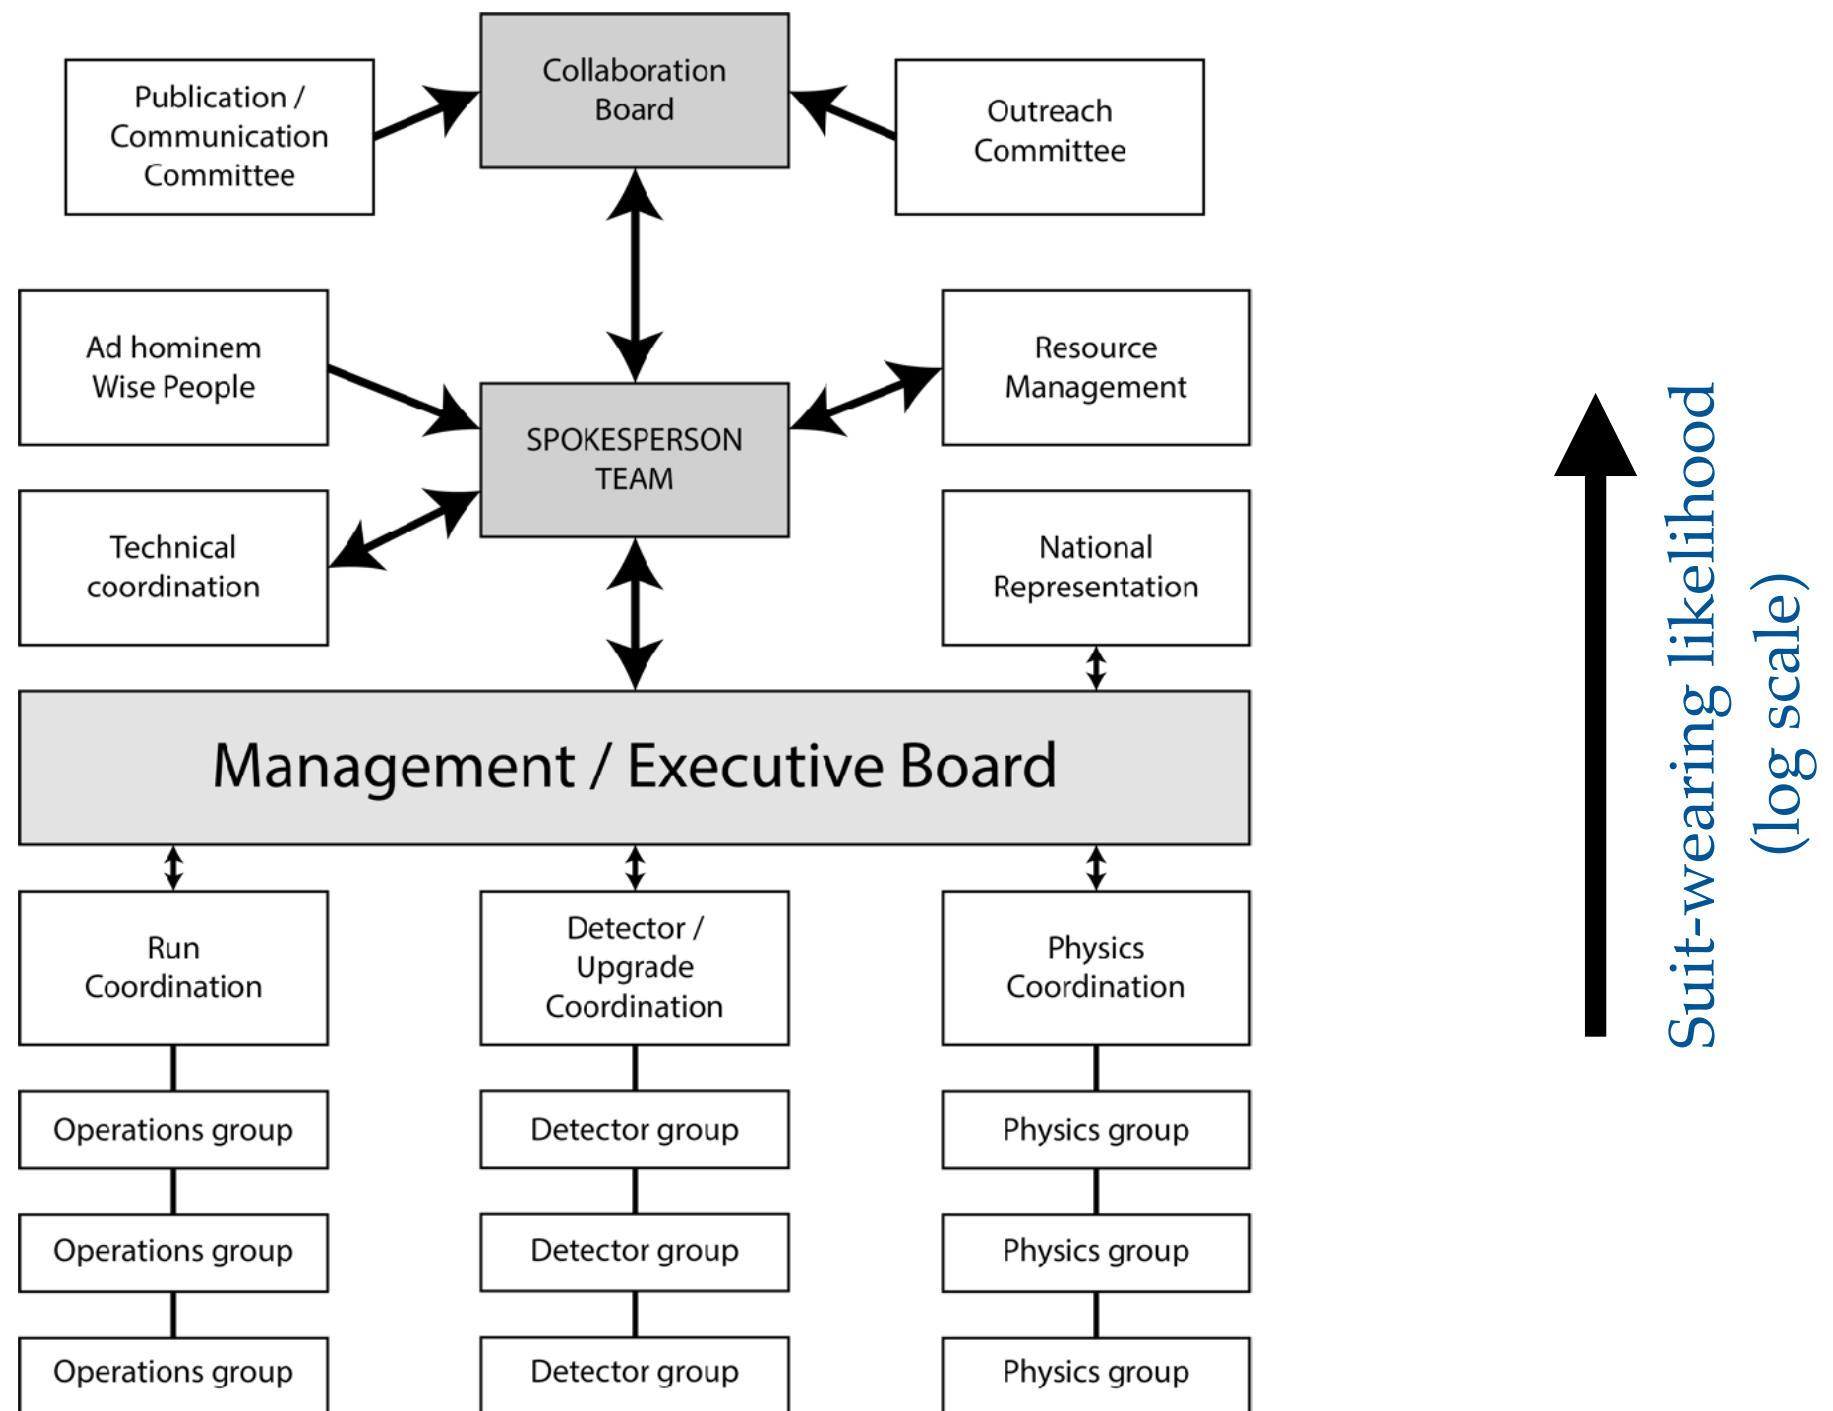 Collaboration
Board
Publication /
Communication
Committee
Outreach
Committee
Ad hominem
Wise People
Resource
Management
SPOKESPERSON
TEAM
Technical
coordination
National
Representation
Management / Executive Board
Run
Coordination
Detector /
Upgrade
Coordination
Physics
Coordination
Operations group
Detector group
Physics group
Operations group
Detector group
Physics group
Operations group
Detector group
Physics group
Suit-wearing likelihood
(log scale)